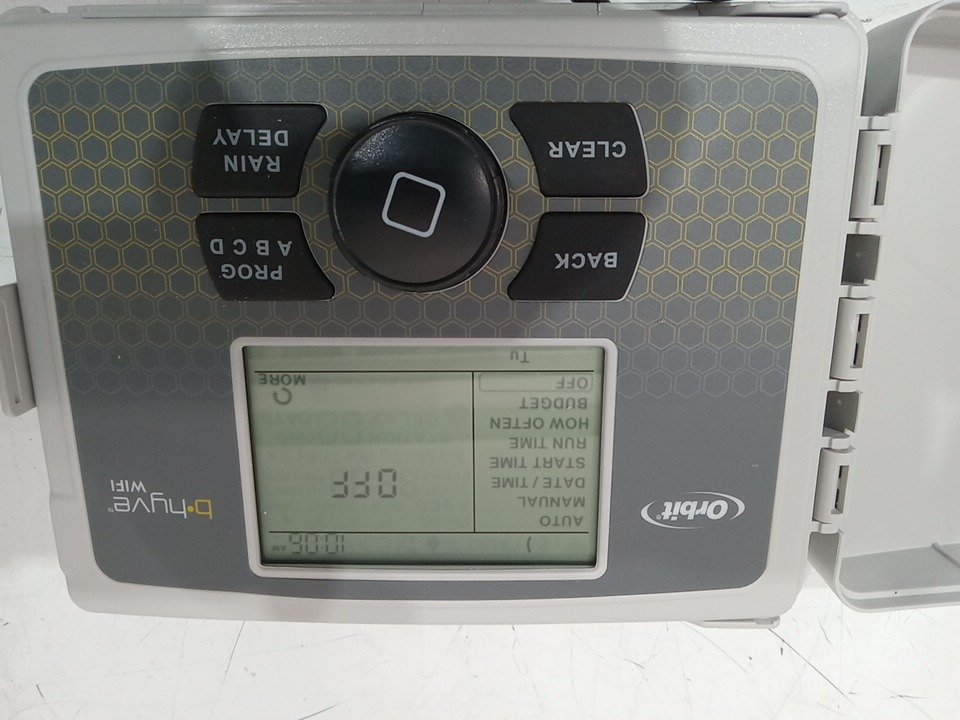 Orbit®
b•hyve™
WIFI
10:06 AM
AUTO
MANUAL
DATE / TIME
START TIME
RUN TIME
HOW OFTEN
BUDGET
OFF
OFF
MORE
Tu
BACK
CLEAR
PROG
A B C D
RAIN
DELAY